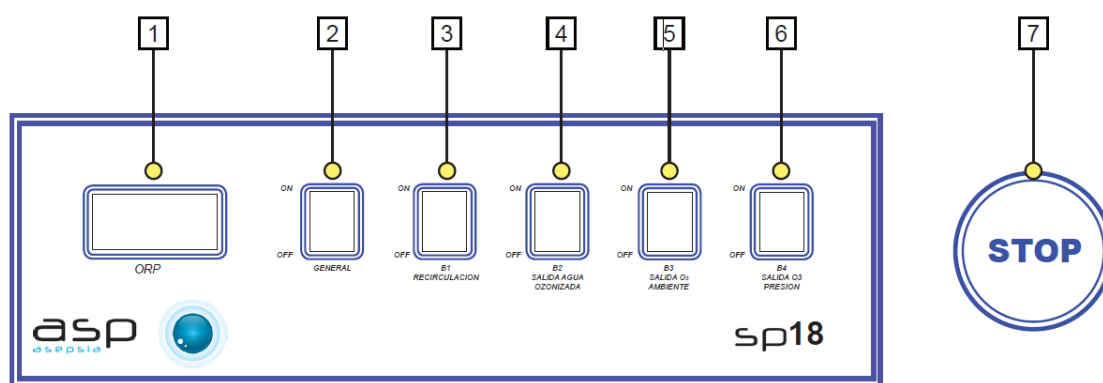 1 2 3 4 5 6 7
ON ON ON ON ON
OFF OFF OFF OFF OFF
ORP
GENERAL
B1
RECIRCULACION
B2
SALIDA AGUA
OZONIZADA
B3
SALIDA O₃
AMBIENTE
B4
SALIDA O3
PRESION
STOP
asp
asepsia
sp18